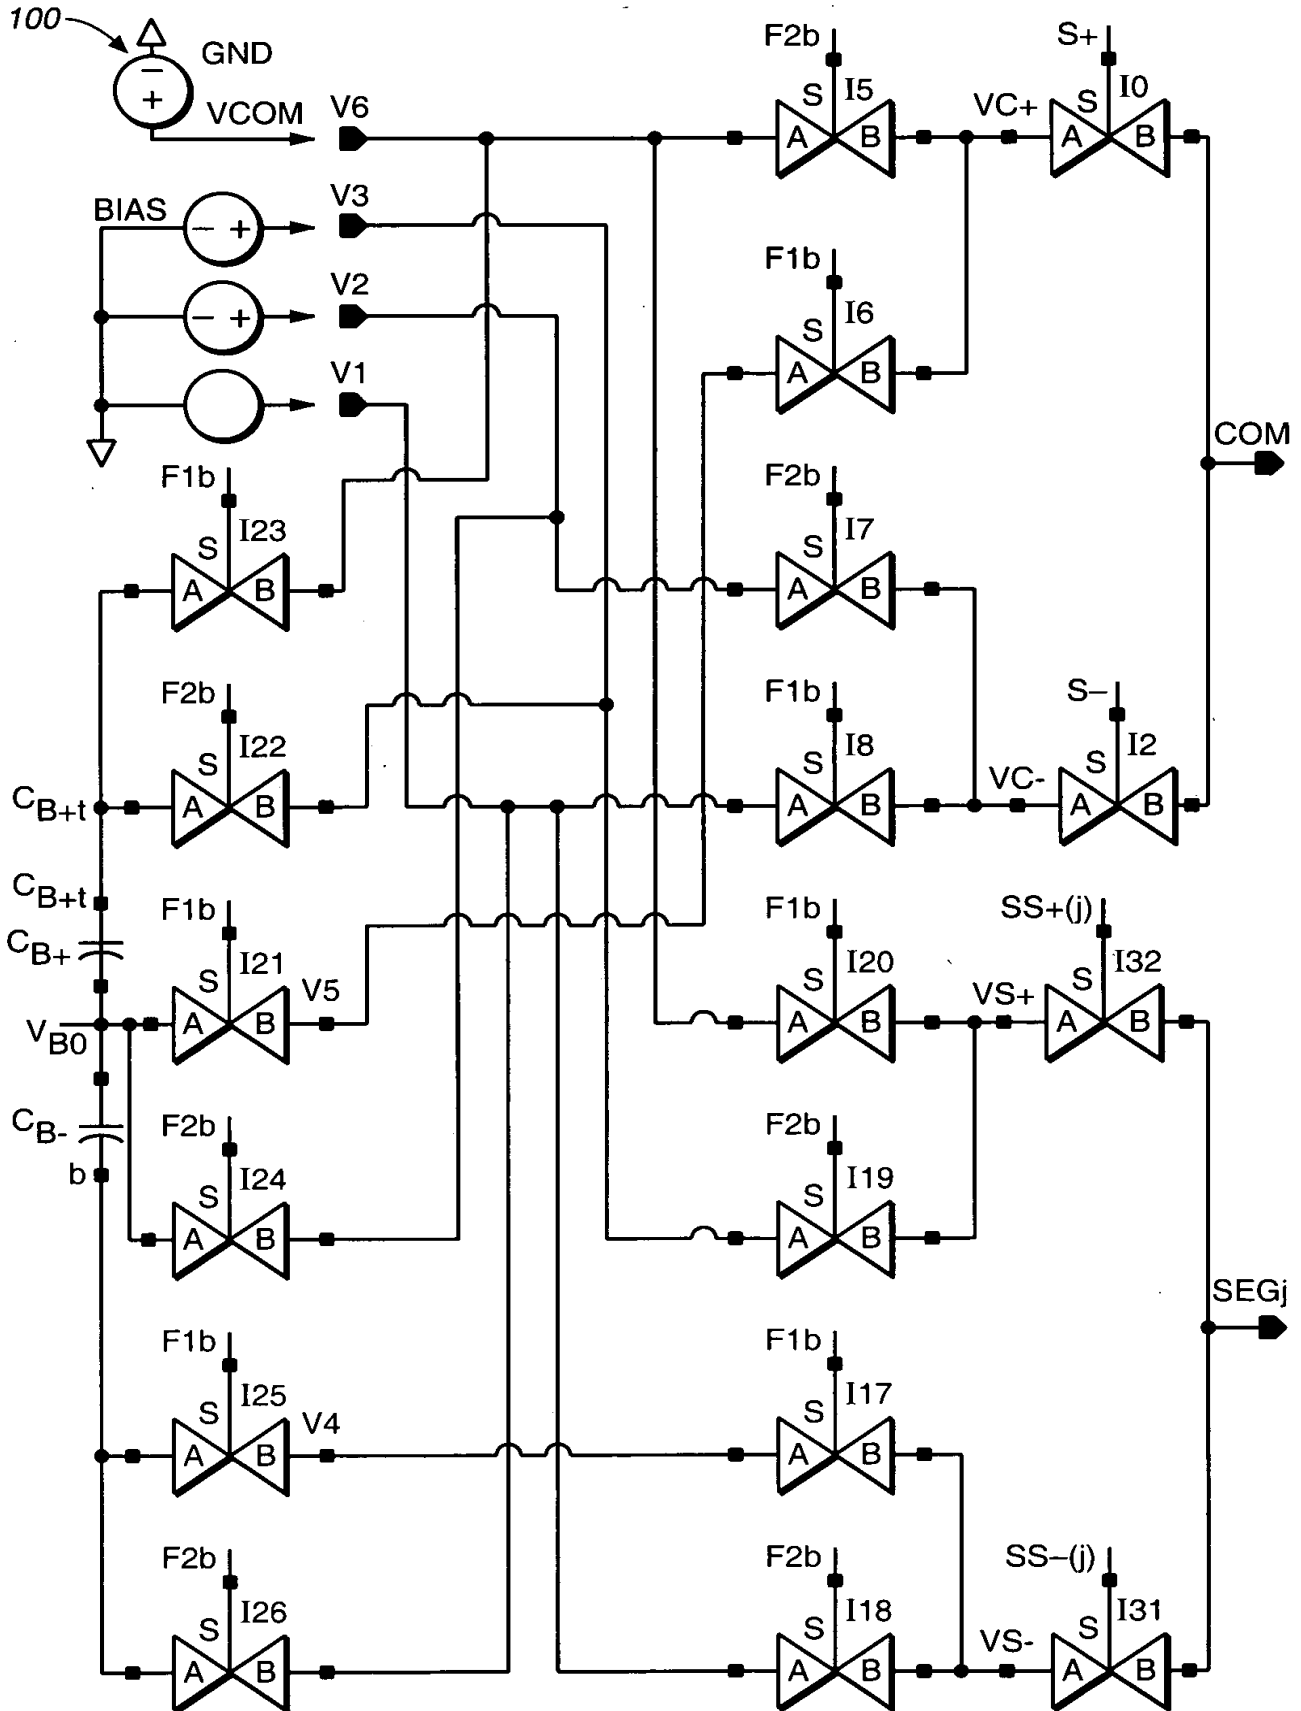 100
GND
− +
VCOM
V6
F2b
S I5
A B
VC+
S+
S I0
A B
BIAS
− +
V3
F1b
S I6
A B
− +
V2
V1
COM
F1b
S I23
A B
F2b
S I7
A B
F2b
S I22
A B
F1b
S I8
A B
VC-
S−
S I2
A B
CB+t
CB+t
CB+
F1b
S I21
A B
V5
F1b
S I20
A B
VS+
SS+(j)
S I32
A B
VB0
CB-
b
F2b
S I24
A B
F2b
S I19
A B
SEGj
F1b
S I25
A B
V4
F1b
S I17
A B
F2b
S I26
A B
F2b
S I18
A B
VS-
SS−(j)
S I31
A B